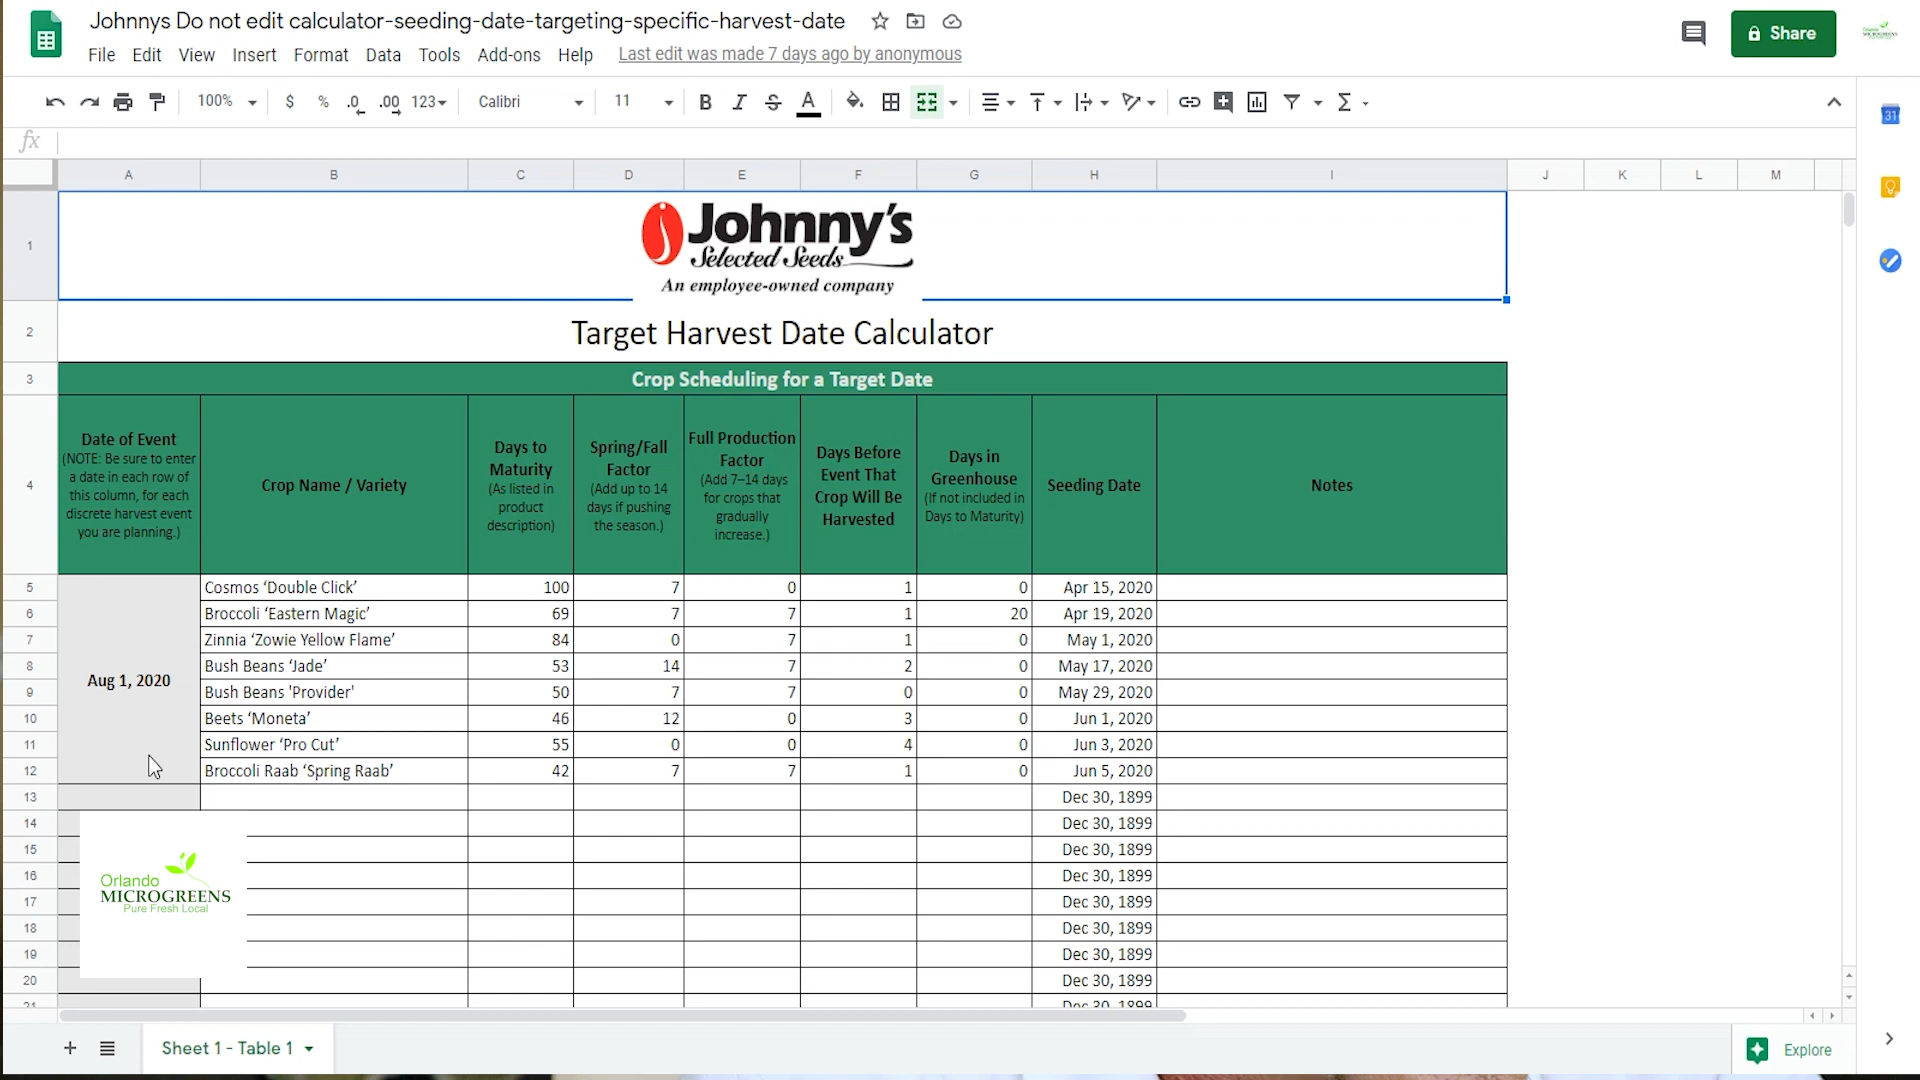 Johnnys Do not edit calculator-seeding-date-targeting-specific-harvest-date
Share
File Edit View Insert Format Data Tools Add-ons Help Last edit was made 7 days ago by anonymous
100% $ % .0 .00 123 Calibri 11 B I S A Σ
31
fx
A B C D E F G H I J K L M
1
Johnny's
Selected Seeds
An employee-owned company
2 Target Harvest Date Calculator
3 Crop Scheduling for a Target Date
4
Date of Event
(NOTE: Be sure to enter
a date in each row of
this column, for each
discrete harvest event
you are planning.)
Crop Name / Variety
Days to
Maturity
(As listed in
product
description)
Spring/Fall
Factor
(Add up to 14
days if pushing
the season.)
Full Production
Factor
(Add 7–14 days
for crops that
gradually
increase.)
Days Before
Event That
Crop Will Be
Harvested
Days in
Greenhouse
(If not included in
Days to Maturity)
Seeding Date
Notes
5 Cosmos ‘Double Click’ 100 7 0 1 0 Apr 15, 2020
6 Broccoli ‘Eastern Magic’ 69 7 7 1 20 Apr 19, 2020
7 Zinnia ‘Zowie Yellow Flame’ 84 0 7 1 0 May 1, 2020
8 Bush Beans ‘Jade’ 53 14 7 2 0 May 17, 2020
Aug 1, 2020
9 Bush Beans 'Provider' 50 7 7 0 0 May 29, 2020
10 Beets ‘Moneta’ 46 12 0 3 0 Jun 1, 2020
11 Sunflower ‘Pro Cut’ 55 0 0 4 0 Jun 3, 2020
12 Broccoli Raab ‘Spring Raab’ 42 7 7 1 0 Jun 5, 2020
13 Dec 30, 1899
14 Dec 30, 1899
15 Dec 30, 1899
16 Dec 30, 1899
17 Dec 30, 1899
18 Dec 30, 1899
19 Dec 30, 1899
20 Dec 30, 1899
21 Dec 30, 1899
Orlando
MICROGREENS
Pure Fresh Local
Sheet 1 - Table 1
Explore